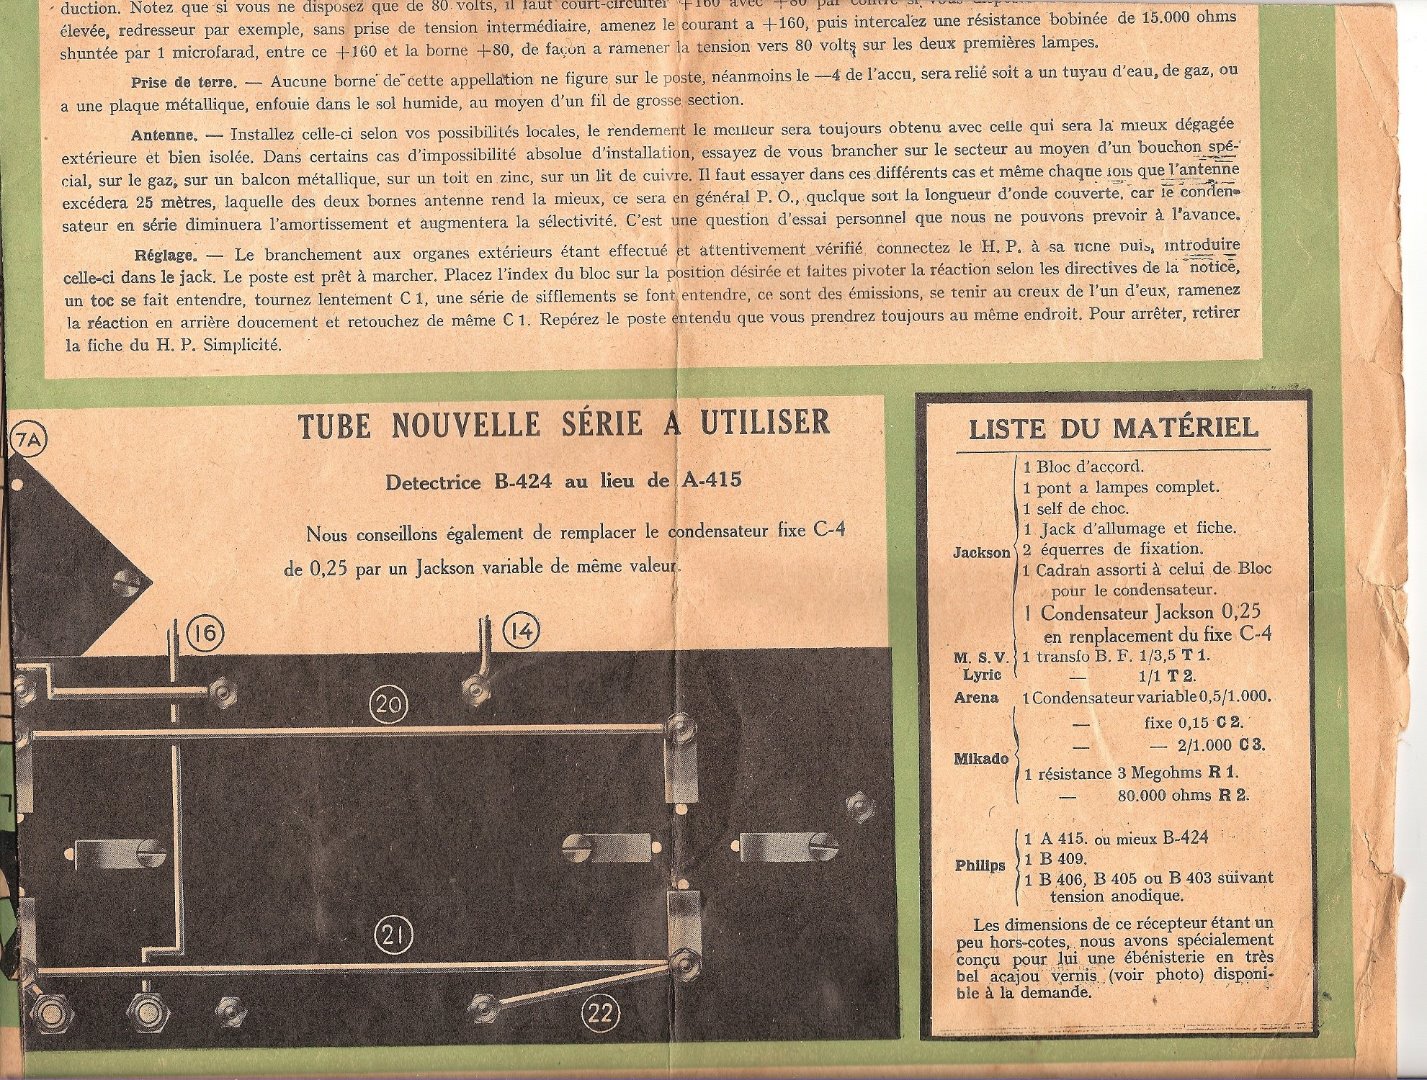 duction. Notez que si vous ne disposez que de 80 volts, il faut court-circuiter +160 avec +80 par contre si vous
élevée, redresseur par exemple, sans prise de tension intermédiaire, amenez le courant a +160, puis intercalez une résistance bobinée de 15.000 ohms
shuntée par 1 microfarad, entre ce +160 et la borne +80, de façon a ramener la tension vers 80 volts sur les deux premières lampes.
Prise de terre. — Aucune borne de cette appellation ne figure sur le poste, néanmoins le —4 de l'accu, sera relié soit a un tuyau d'eau, de gaz, ou
a une plaque métallique, enfouie dans le sol humide, au moyen d'un fil de grosse section.
Antenne. — Installez celle-ci selon vos possibilités locales, le rendement le meilleur sera toujours obtenu avec celle qui sera la mieux dégagée
extérieure et bien isolée. Dans certains cas d'impossibilité absolue d'installation, essayez de vous brancher sur le secteur au moyen d'un bouchon spé-
cial, sur le gaz, sur un balcon métallique, sur un toit en zinc, sur un lit de cuivre. Il faut essayer dans ces différents cas et même chaque fois que l'antenne
excédera 25 mètres, laquelle des deux bornes antenne rend la mieux, ce sera en général P. O., quelque soit la longueur d'onde couverte, car le conden-
sateur en série diminuera l'amortissement et augmentera la sélectivité. C'est une question d'essai personnel que nous ne pouvons prevoir à l'avance.
Réglage. — Le branchement aux organes extérieurs étant effectué et attentivement vérifié connectez le H. P. à sa fiche puis, introduire
celle-ci dans le jack. Le poste est prêt à marcher. Placez l'index du bloc sur la position désirée et faites pivoter la réaction selon les directives de la notice,
un toc se fait entendre, tournez lentement C 1, une série de sifflements se font entendre, ce sont des émissions, se tenir au creux de l'un d'eux, ramenez
la réaction en arrière doucement et retouchez de même C 1. Repérez le poste entendu que vous prendrez toujours au même endroit. Pour arrêter, retirer
la fiche du H. P. Simplicité.
7A
TUBE NOUVELLE SÉRIE A UTILISER
Detectrice B-424 au lieu de A-415
Nous conseillons également de remplacer le condensateur fixe C-4
de 0,25 par un Jackson variable de même valeur.
16
14
20
21
22
LISTE DU MATÉRIEL
1 Bloc d'accord.
1 pont a lampes complet.
1 self de choc.
1 Jack d'allumage et fiche.
Jackson 2 équerres de fixation.
1 Cadran assorti à celui de Bloc
pour le condensateur.
1 Condensateur Jackson 0,25
en renplacement du fixe C-4
M. S. V. 1 transfo B. F. 1/3,5 T 1.
Lyric — 1/1 T 2.
Arena 1 Condensateur variable 0,5/1.000.
— fixe 0,15 C 2.
— — 2/1.000 C 3.
Mikado
1 résistance 3 Megohms R 1.
— 80.000 ohms R 2.
1 A 415. ou mieux B-424
Philips 1 B 409.
1 B 406, B 405 ou B 403 suivant
tension anodique.
Les dimensions de ce récepteur étant un
peu hors-cotes, nous avons spécialement
conçu pour lui une ébénisterie en très
bel acajou vernis (voir photo) disponi-
ble à la demande.